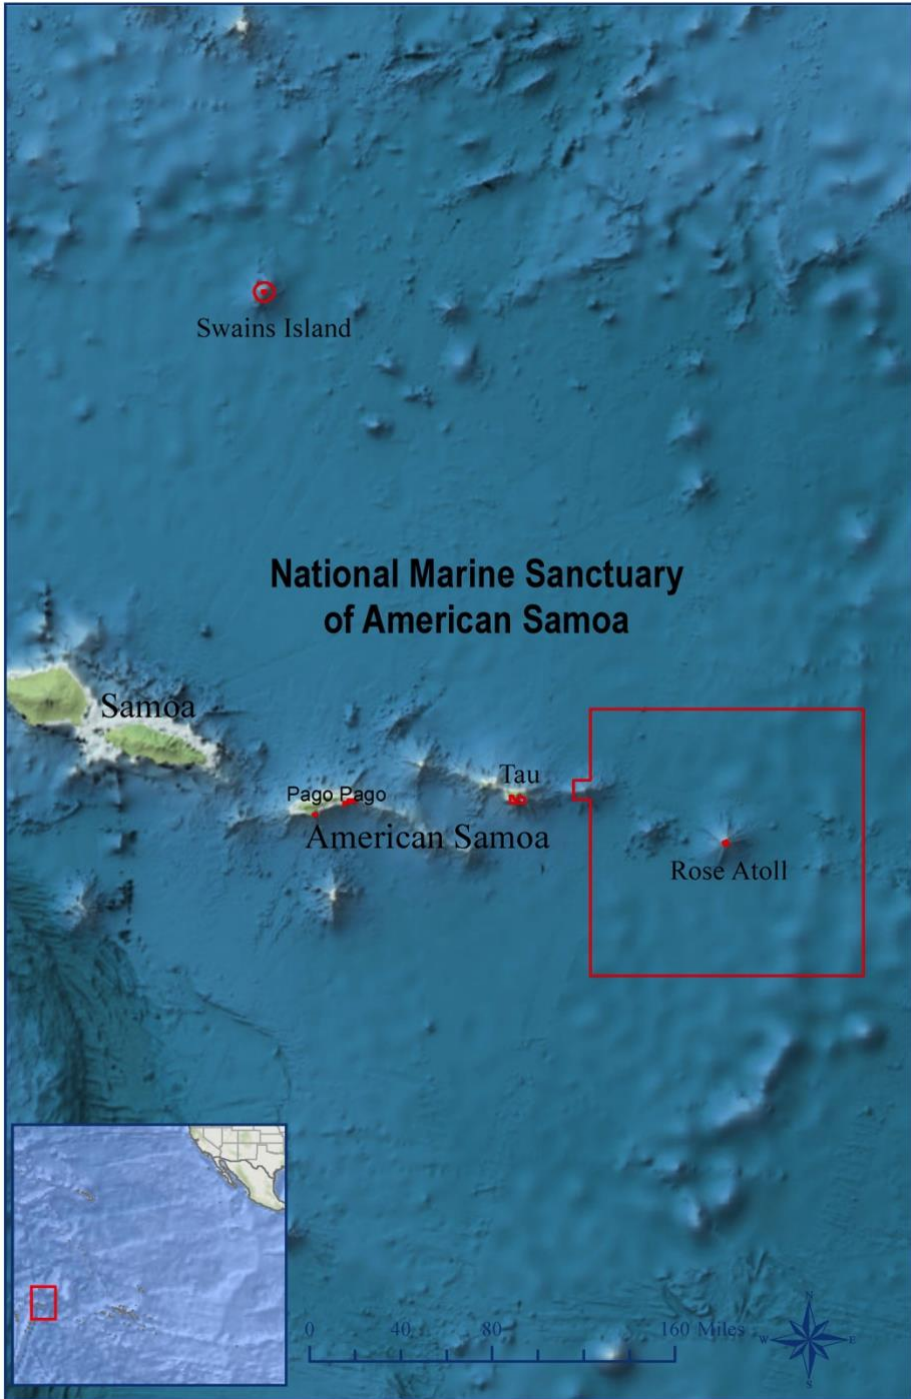 Swains Island
National Marine Sanctuary
of American Samoa
Samoa
Tau
Pago Pago
American Samoa
Rose Atoll
0 40 80 160 Miles
N
W E
S